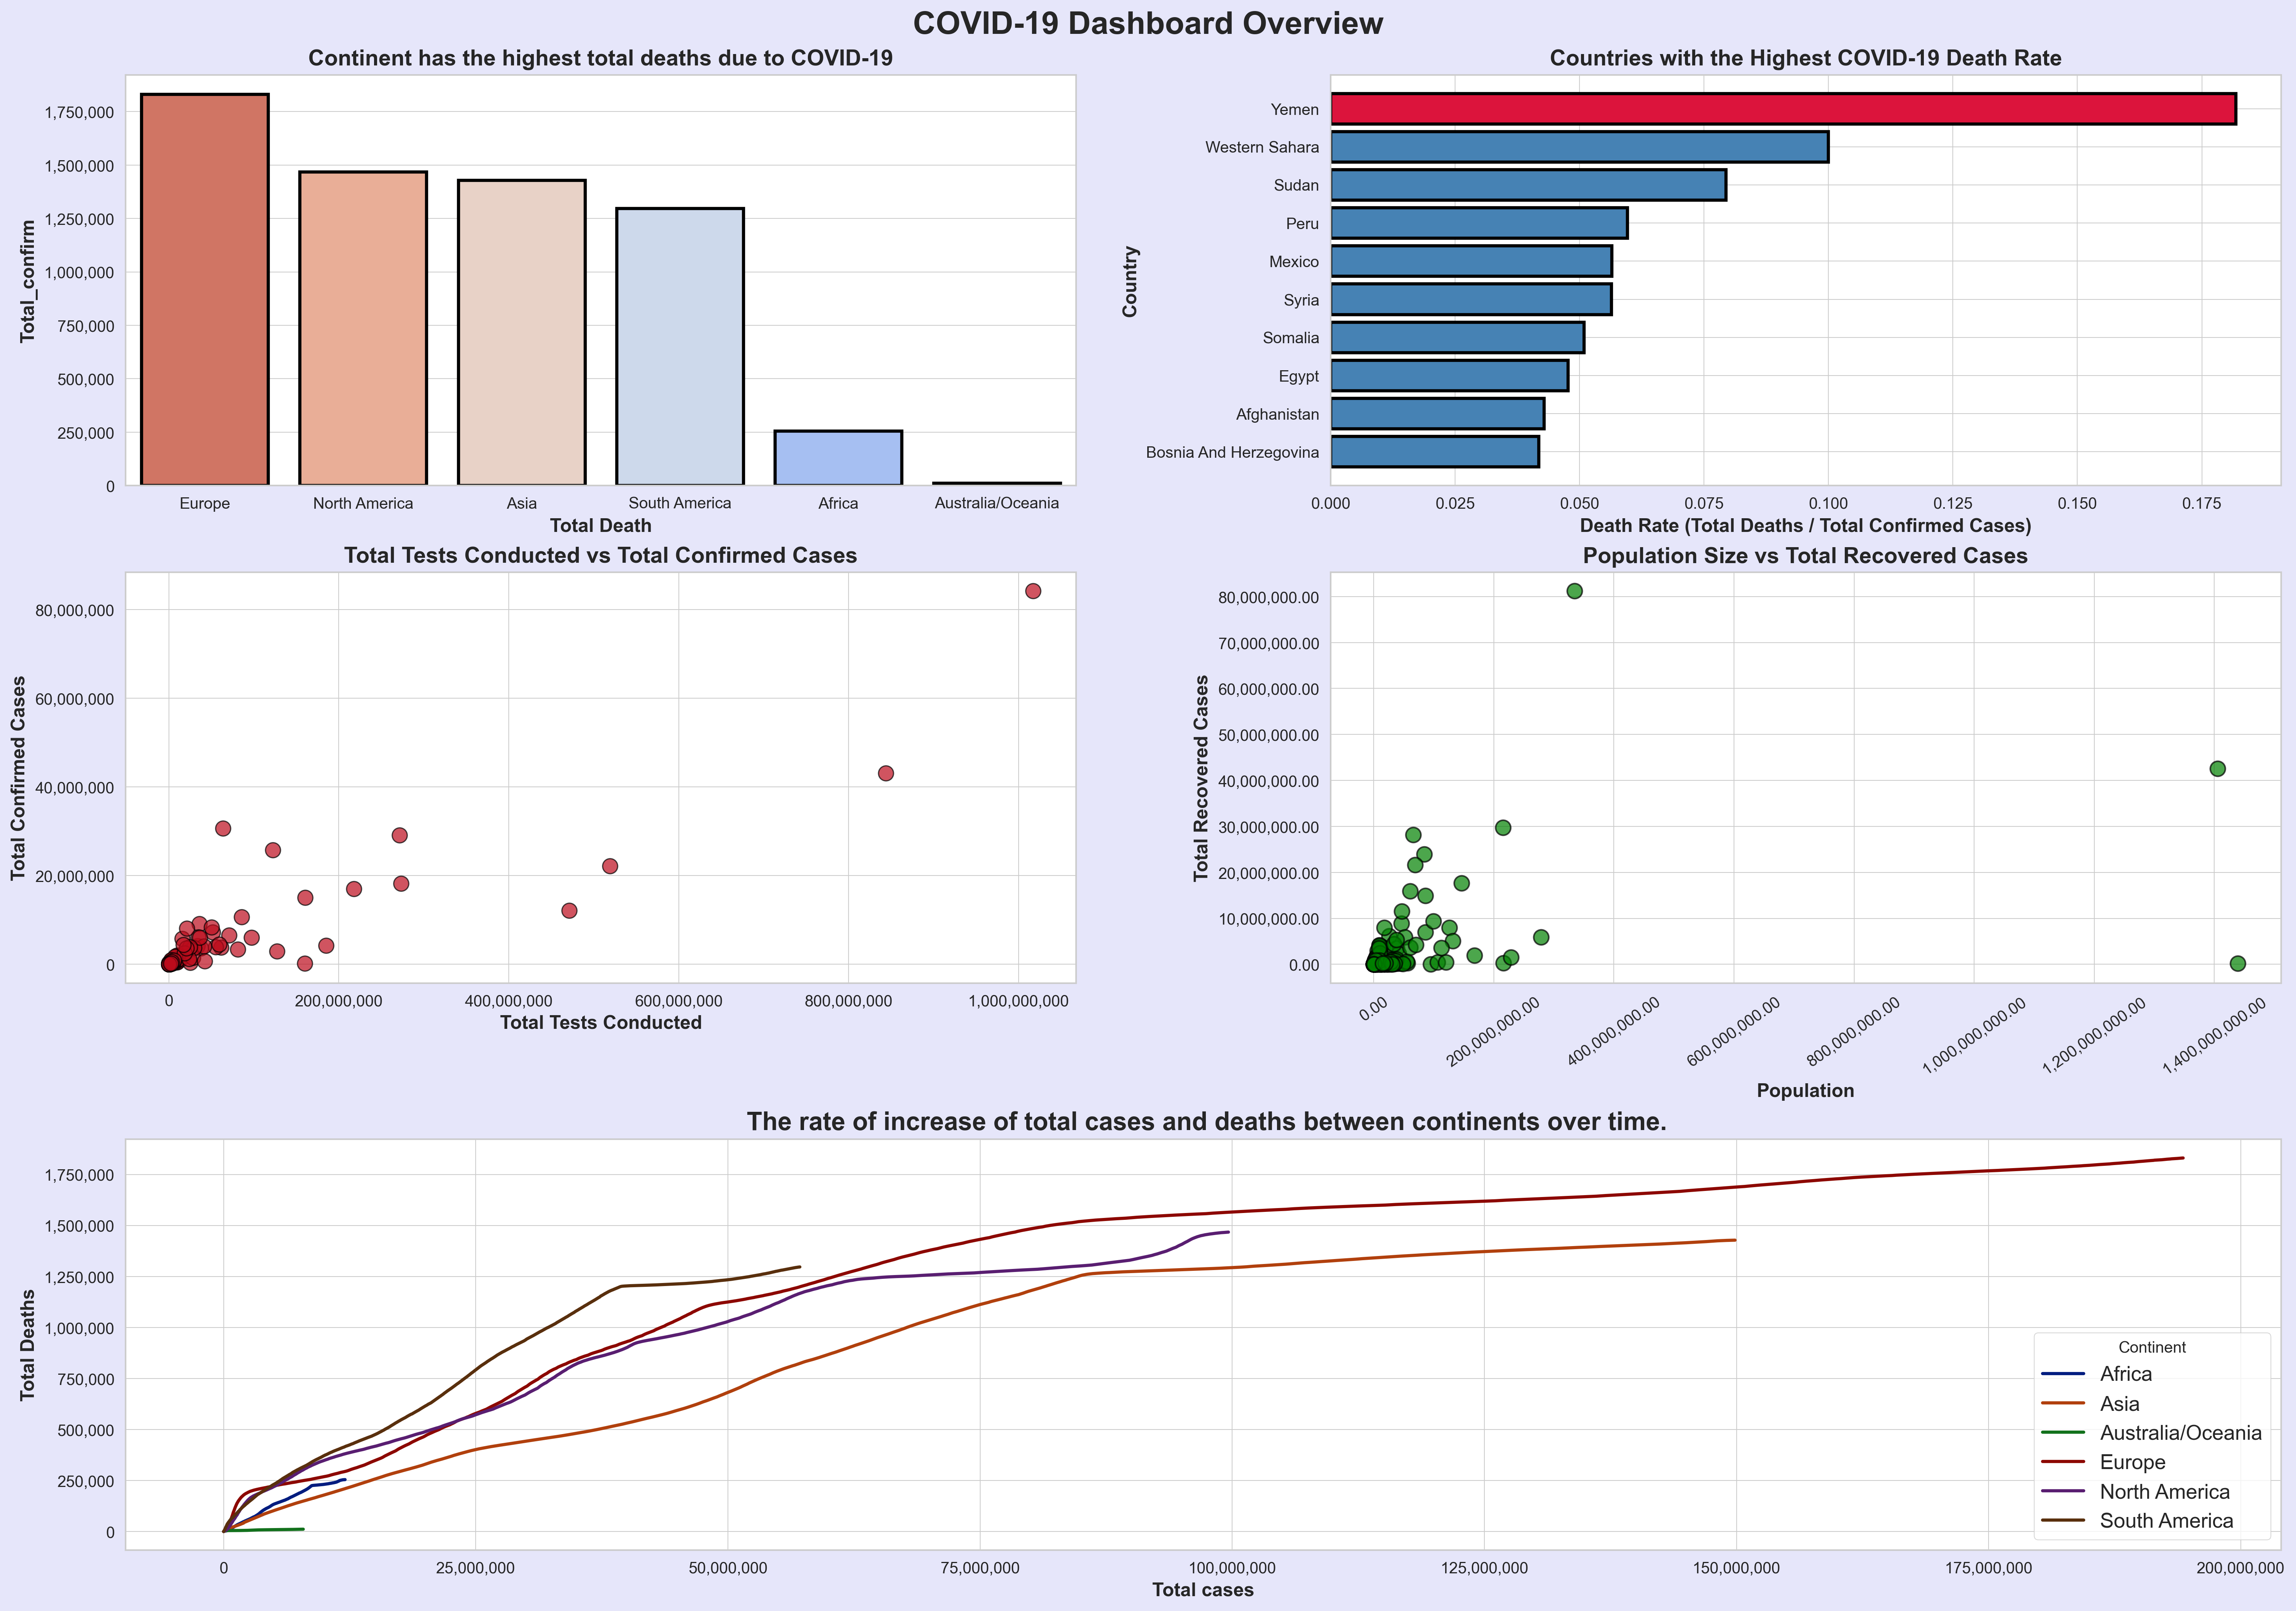 COVID-19 Dashboard Overview
Continent has the highest total deaths due to COVID-19
Total_confirm
1,750,000
1,500,000
1,250,000
1,000,000
750,000
500,000
250,000
0
Europe
North America
Asia
South America
Africa
Australia/Oceania
Total Death
Countries with the Highest COVID-19 Death Rate
Country
Yemen
Western Sahara
Sudan
Peru
Mexico
Syria
Somalia
Egypt
Afghanistan
Bosnia And Herzegovina
0.000
0.025
0.050
0.075
0.100
0.125
0.150
0.175
Death Rate (Total Deaths / Total Confirmed Cases)
Total Tests Conducted vs Total Confirmed Cases
Total Confirmed Cases
80,000,000
60,000,000
40,000,000
20,000,000
0
0
200,000,000
400,000,000
600,000,000
800,000,000
1,000,000,000
Total Tests Conducted
Population Size vs Total Recovered Cases
Total Recovered Cases
80,000,000.00
70,000,000.00
60,000,000.00
50,000,000.00
40,000,000.00
30,000,000.00
20,000,000.00
10,000,000.00
0.00
0.00
200,000,000.00
400,000,000.00
600,000,000.00
800,000,000.00
1,000,000,000.00
1,200,000,000.00
1,400,000,000.00
Population
The rate of increase of total cases and deaths between continents over time.
Total Deaths
1,750,000
1,500,000
1,250,000
1,000,000
750,000
500,000
250,000
0
0
25,000,000
50,000,000
75,000,000
100,000,000
125,000,000
150,000,000
175,000,000
200,000,000
Total cases
Continent
Africa
Asia
Australia/Oceania
Europe
North America
South America